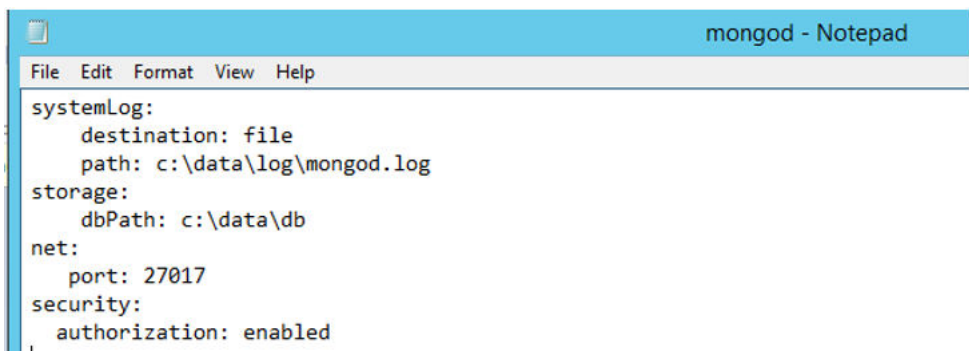 mongod - Notepad
File Edit Format View Help
systemLog:
    destination: file
    path: c:\data\log\mongod.log
storage:
    dbPath: c:\data\db
net:
   port: 27017
security:
  authorization: enabled